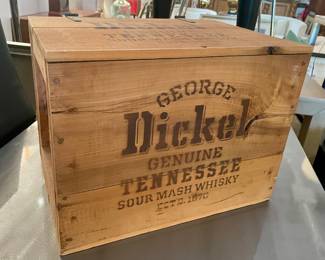 GEORGE
Dickel
GENUINE
TENNESSEE
SOUR MASH WHISKY
ESTD. 1870